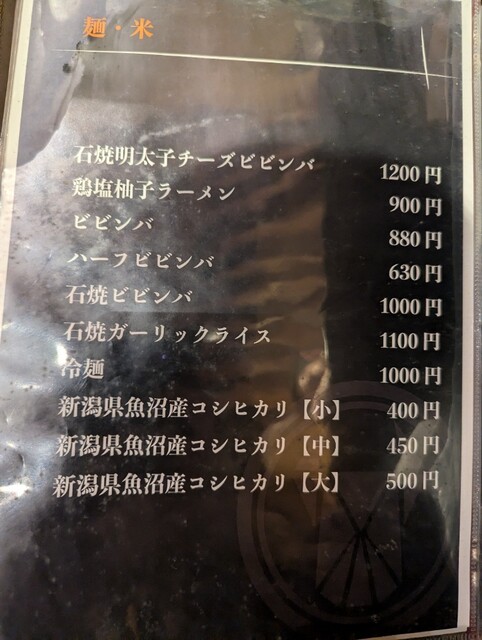 麺・米
石焼明太子チーズビビンバ 1200円
鶏塩柚子ラーメン 900円
ビビンバ 880円
ハーフビビンバ 630円
石焼ビビンバ 1000円
石焼ガーリックライス 1100円
冷麺 1000円
新潟県魚沼産コシヒカリ【小】 400円
新潟県魚沼産コシヒカリ【中】 450円
新潟県魚沼産コシヒカリ【大】 500円